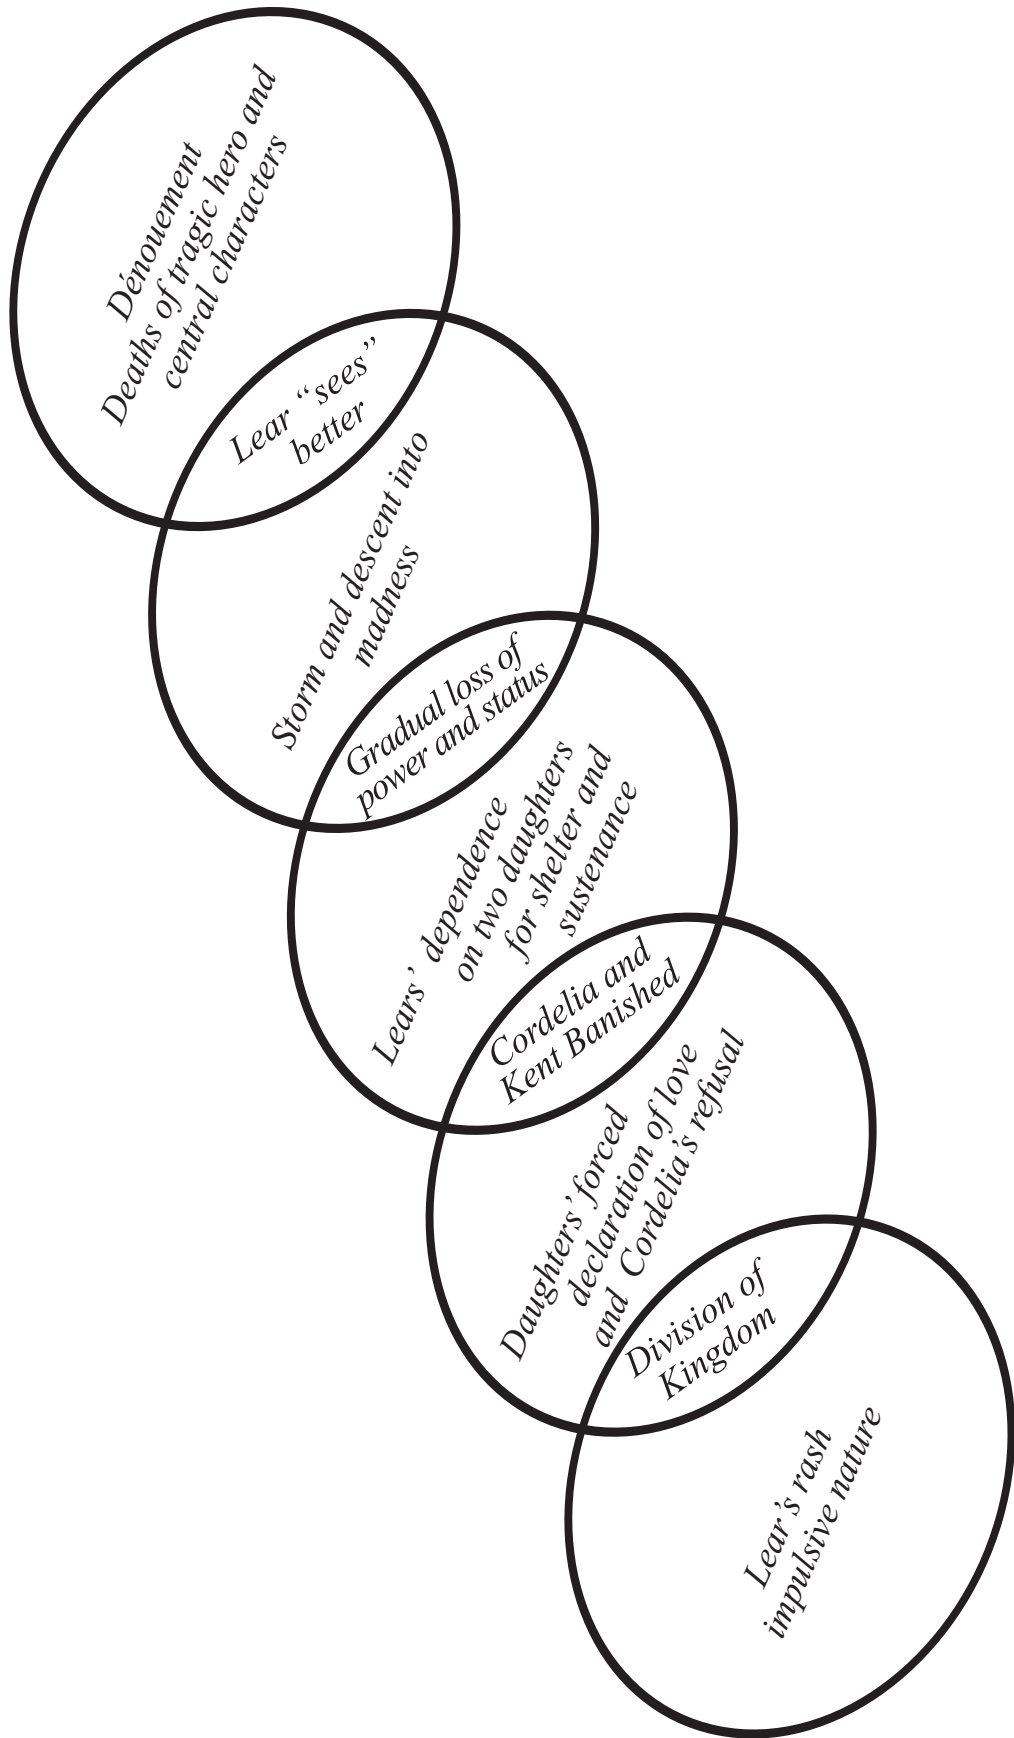 Dénouement
Deaths of tragic hero and
central characters
Lear “sees”
better
Storm and descent into
madness
Gradual loss of
power and status
Lears’ dependence
on two daughters
for shelter and
sustenance
Cordelia and
Kent Banished
Daughters’ forced
declaration of love
and Cordelia’s refusal
Division of
Kingdom
Lear’s rash
impulsive nature